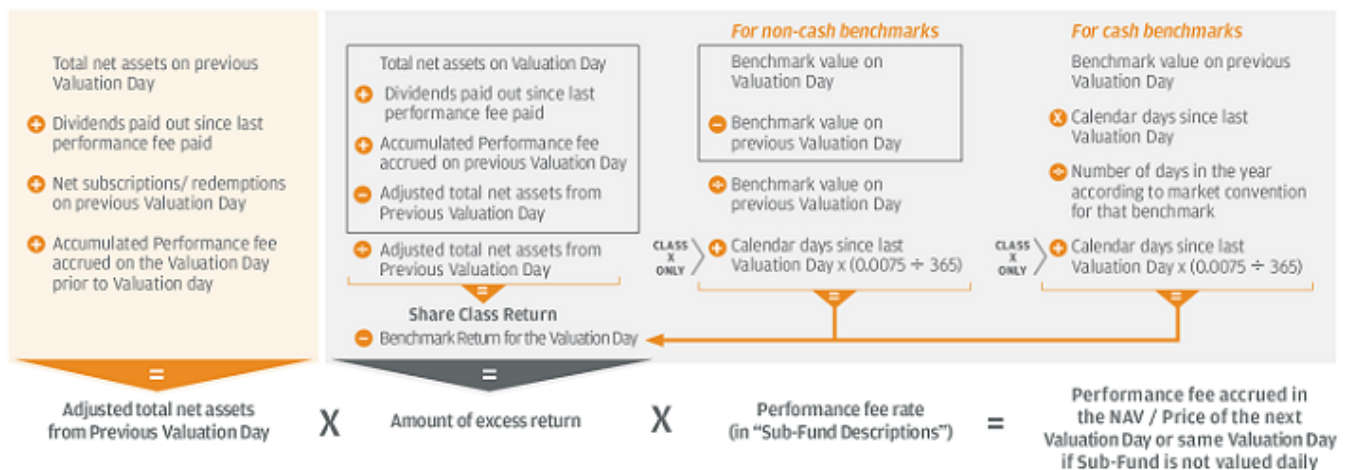 Total net assets on previous
Valuation Day
+ Dividends paid out since last
performance fee paid
+ Net subscriptions/ redemptions
on previous Valuation Day
+ Accumulated Performance fee
accrued on the Valuation Day
prior to Valuation day
=
Adjusted total net assets
from Previous Valuation Day
X
Total net assets on Valuation Day
+ Dividends paid out since last
performance fee paid
+ Accumulated Performance fee
accrued on previous Valuation Day
− Adjusted total net assets from
Previous Valuation Day
÷ Adjusted total net assets from
Previous Valuation Day
=
Share Class Return
− Benchmark Return for the Valuation Day
=
Amount of excess return
X
For non-cash benchmarks
Benchmark value on
Valuation Day
− Benchmark value on
previous Valuation Day
÷ Benchmark value on
previous Valuation Day
CLASS
X
ONLY
+ Calendar days since last
Valuation Day x (0.0075 ÷ 365)
=
For cash benchmarks
Benchmark value on previous
Valuation Day
X Calendar days since last
Valuation Day
÷ Number of days in the year
according to market convention
for that benchmark
CLASS
X
ONLY
+ Calendar days since last
Valuation Day x (0.0075 ÷ 365)
=
Performance fee rate
(in “Sub-Fund Descriptions”)
=
Performance fee accrued in
the NAV / Price of the next
Valuation Day or same Valuation Day
if Sub-Fund is not valued daily